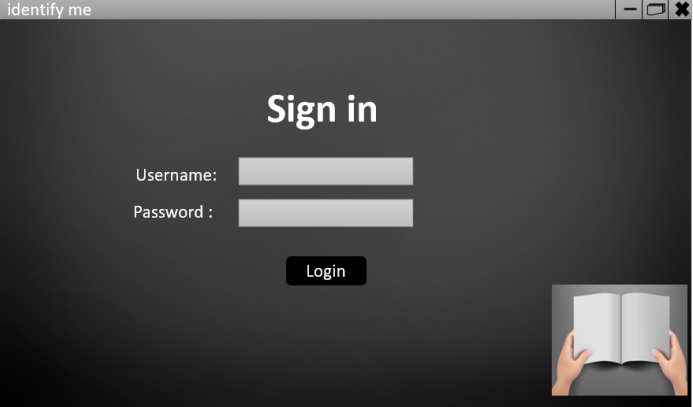 identify me
Sign in
Username:
Password :
Login